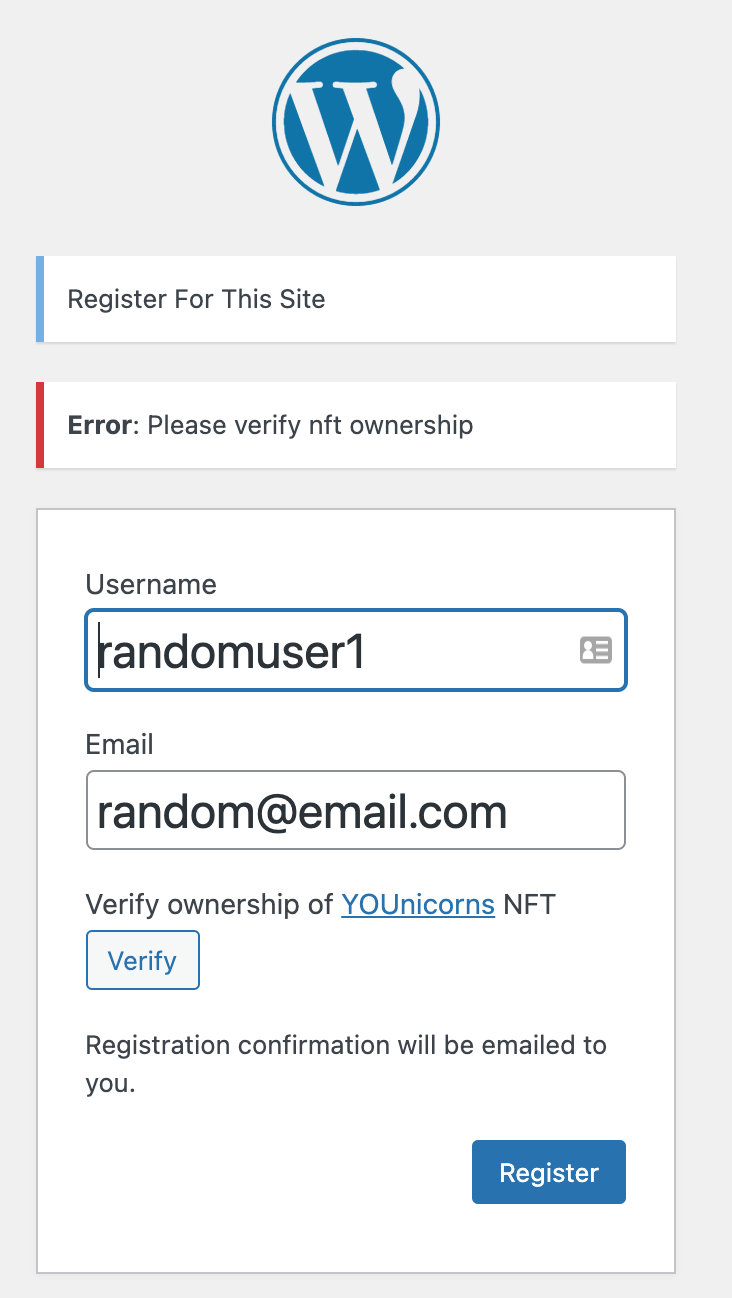 Register For This Site
Error: Please verify nft ownership
Username
randomuser1
Email
random@email.com
Verify ownership of YOUnicorns NFT
Verify
Registration confirmation will be emailed to
you.
Register